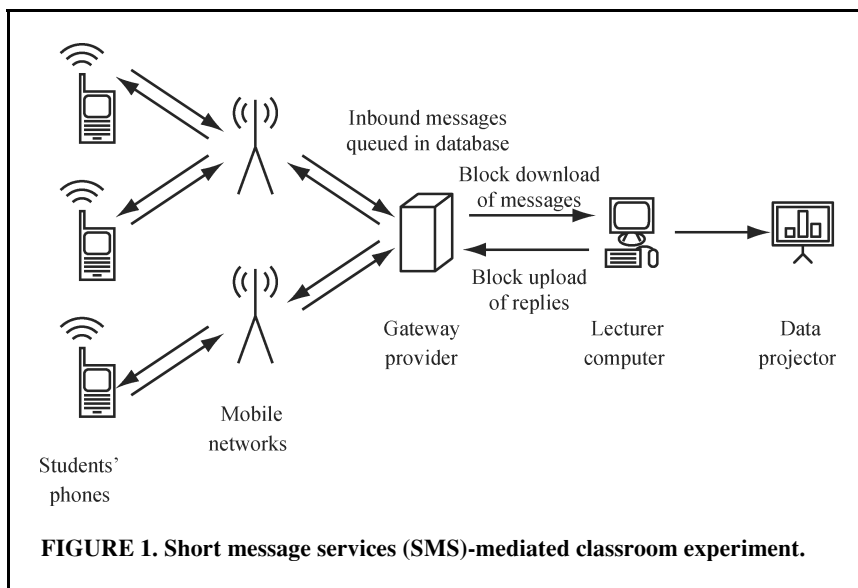 Inbound messages
queued in database
Block download
of messages
Block upload
of replies
Gateway
provider
Lecturer
computer
Data
projector
Mobile
networks
Students’
phones
FIGURE 1. Short message services (SMS)-mediated classroom experiment.